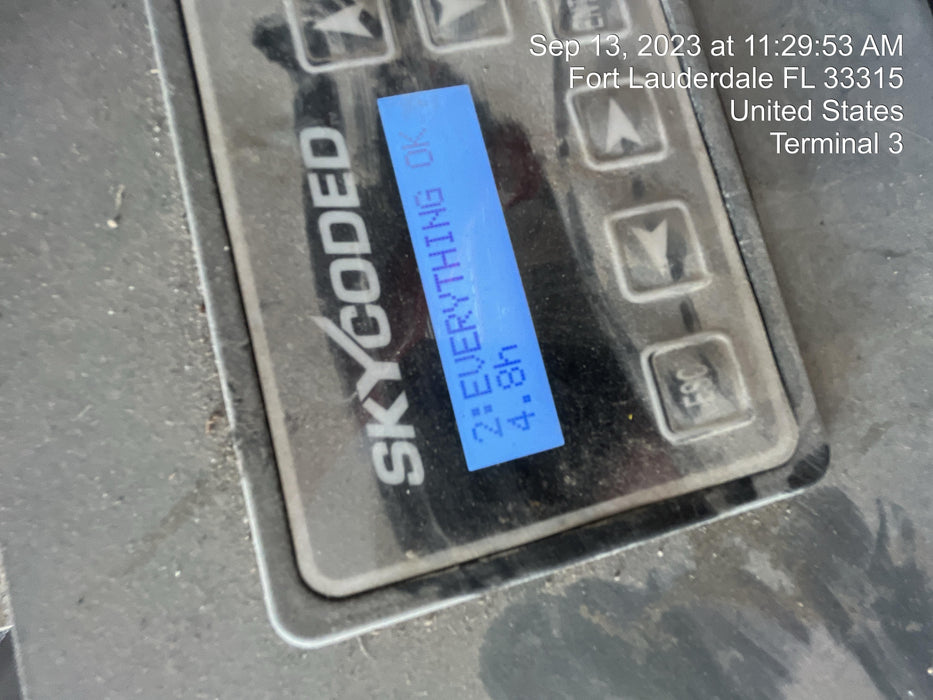 Sep 13, 2023 at 11:29:53 AM
Fort Lauderdale FL 33315
United States
Terminal 3
SKYCODED
2:EVERYTHING OK
4.8h
ESC